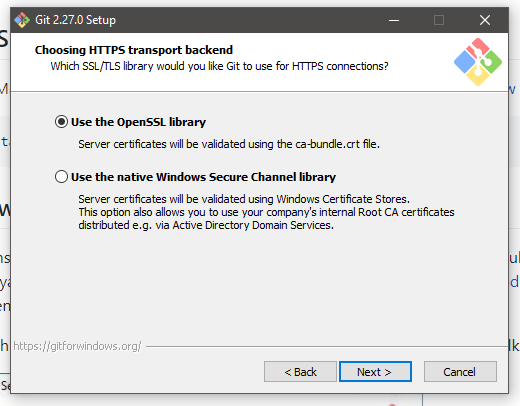 Git 2.27.0 Setup
Choosing HTTPS transport backend
Which SSL/TLS library would you like Git to use for HTTPS connections?
Use the OpenSSL library
Server certificates will be validated using the ca-bundle.crt file.
Use the native Windows Secure Channel library
Server certificates will be validated using Windows Certificate Stores.
This option also allows you to use your company's internal Root CA certificates
distributed e.g. via Active Directory Domain Services.
https://gitforwindows.org/
< Back
Next >
Cancel